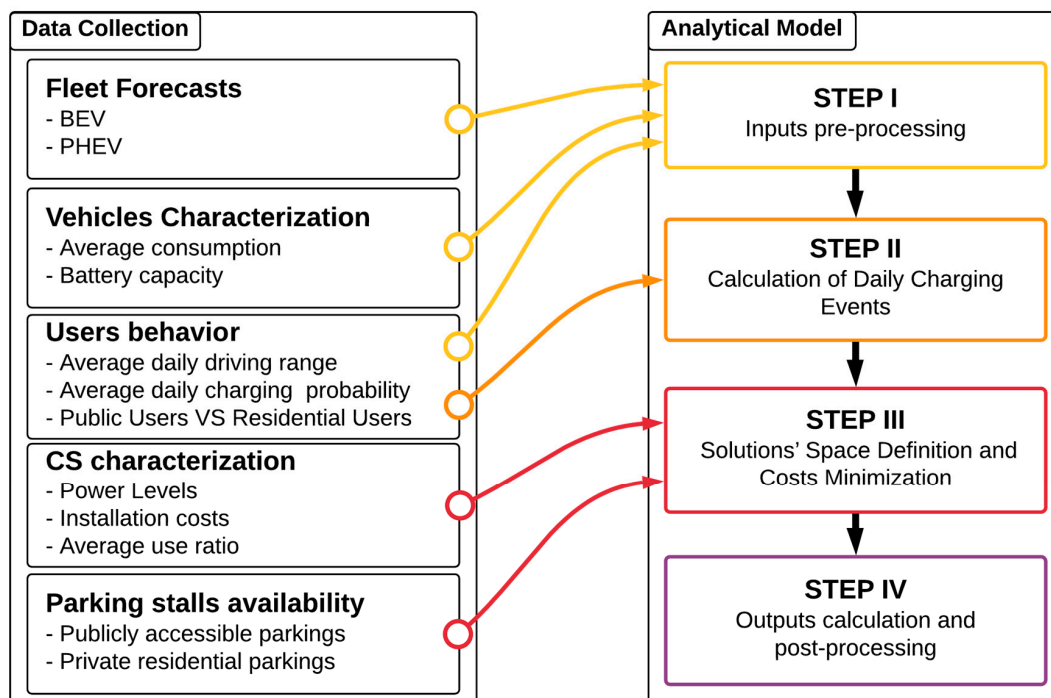 Data Collection
Fleet Forecasts
- BEV
- PHEV
Vehicles Characterization
- Average consumption
- Battery capacity
Users behavior
- Average daily driving range
- Average daily charging  probability
- Public Users VS Residential Users
CS characterization
- Power Levels
- Installation costs
- Average use ratio
Parking stalls availability
- Publicly accessible parkings
- Private residential parkings
Analytical Model
STEP I
Inputs pre-processing
STEP II
Calculation of Daily Charging
Events
STEP III
Solutions’ Space Definition and
Costs Minimization
STEP IV
Outputs calculation and
post-processing